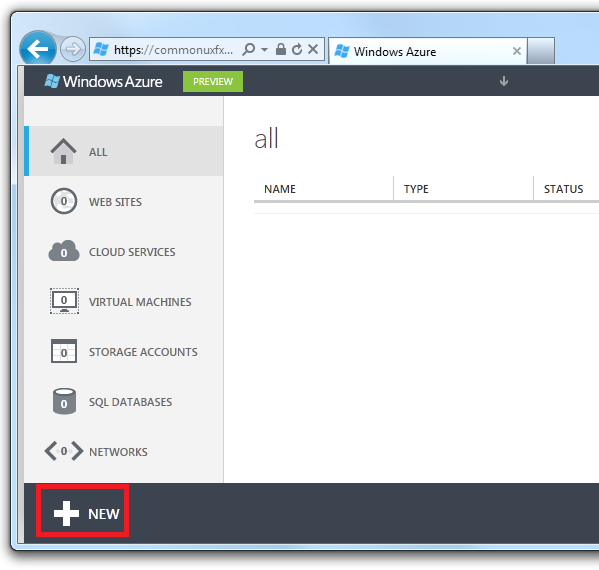 https://commonuxfx...
Windows Azure
Windows Azure
PREVIEW
ALL
0 WEB SITES
0 CLOUD SERVICES
0 VIRTUAL MACHINES
0 STORAGE ACCOUNTS
0 SQL DATABASES
0 NETWORKS
all
NAME TYPE STATUS
NEW